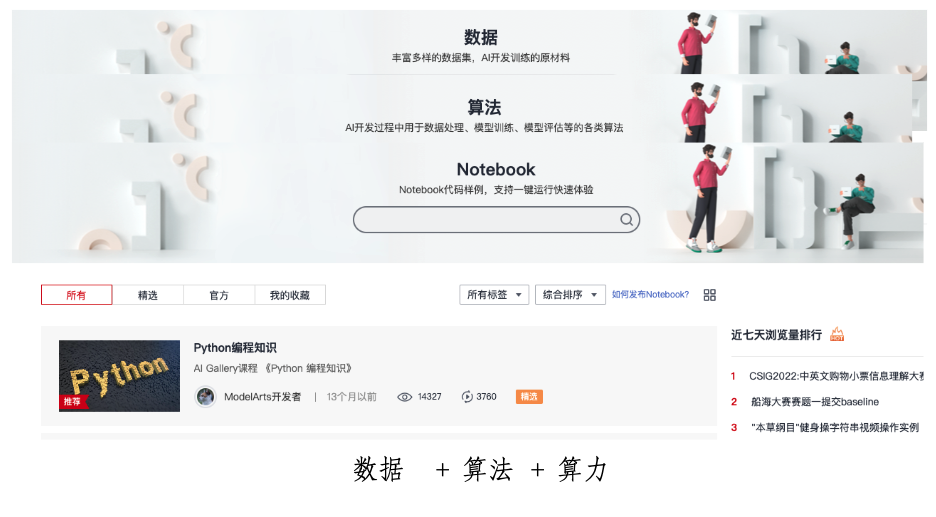 数据
丰富多样的数据集，AI开发训练的原材料
算法
AI开发过程中用于数据处理、模型训练、模型评估等的各类算法
Notebook
Notebook代码样例，支持一键运行快速体验
所有 精选 官方 我的收藏 所有标签 综合排序 如何发布Notebook?
Python
推荐
Python编程知识
AI Gallery课程 《Python 编程知识》
ModelArts开发者 | 13个月以前 14327 3760 精选
近七天浏览量排行 HOT
1 CSIG2022:中英文购物小票信息理解大赛
2 船海大赛赛题一提交baseline
3 "本草纲目"健身操字符串视频操作实例
数据 + 算法 + 算力